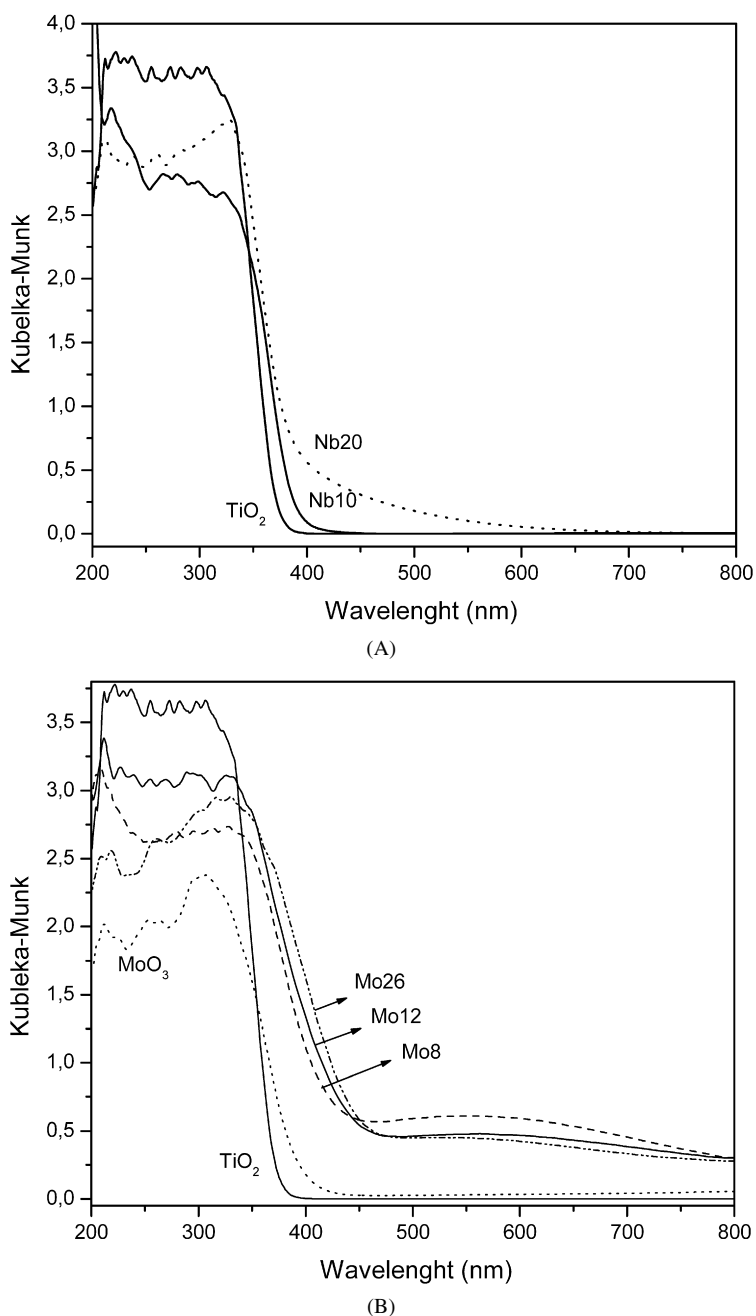 4,0
3,5
3,0
2,5
2,0
1,5
1,0
0,5
0,0
Kubelka-Munk
Nb20
Nb10
TiO2
200 300 400 500 600 700 800
Wavelenght (nm)
(A)
3,5
3,0
2,5
2,0
1,5
1,0
0,5
0,0
Kubleka-Munk
MoO3
Mo26
Mo12
Mo8
TiO2
200 300 400 500 600 700 800
Wavelenght (nm)
(B)